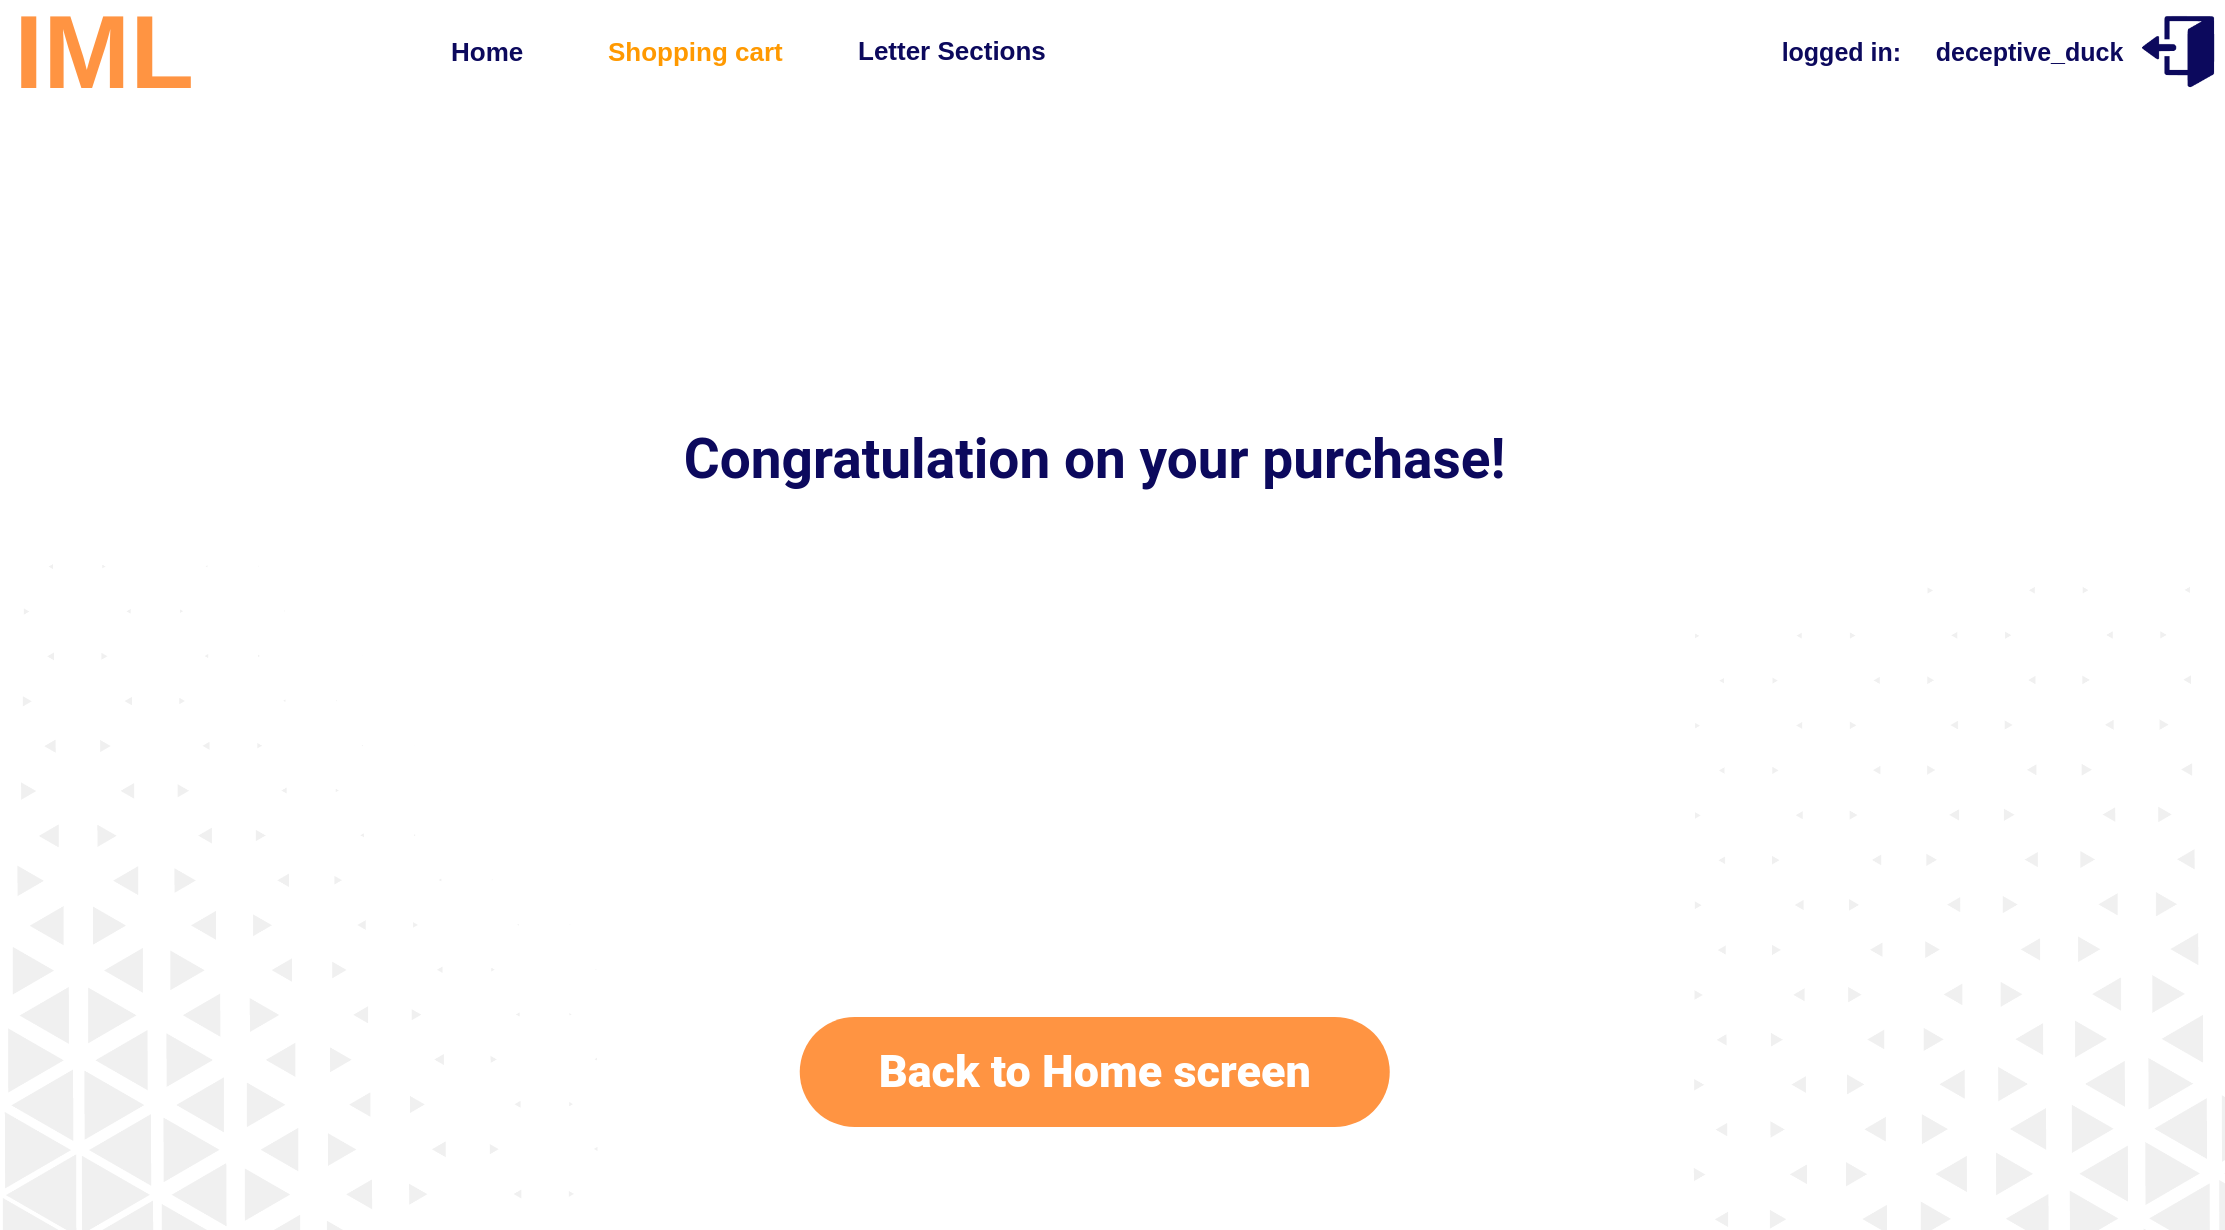 IML
Home Shopping cart Letter Sections logged in: deceptive_duck
Congratulation on your purchase!
Back to Home screen